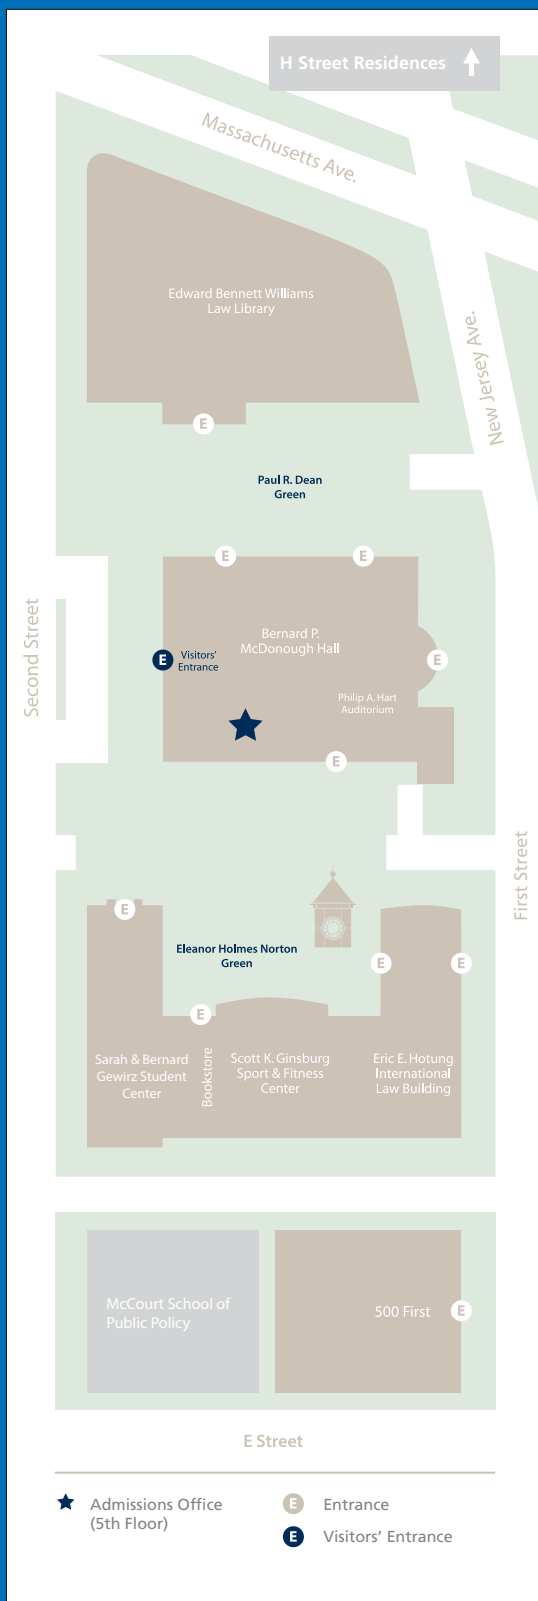 H Street Residences
Massachusetts Ave.
Edward Bennett Williams
Law Library
New Jersey Ave.
E
Paul R. Dean
Green
E
E
Second Street
Bernard P.
McDonough Hall
E
Visitors'
Entrance
E
Philip A. Hart
Auditorium
E
First Street
E
Eleanor Holmes Norton
Green
E
E
E
Sarah & Bernard
Gewirz Student
Center
Bookstore
Scott K. Ginsburg
Sport & Fitness
Center
Eric E. Hotung
International
Law Building
McCourt School of
Public Policy
500 First
E
E Street
Admissions Office
(5th Floor)
E Entrance
E Visitors' Entrance